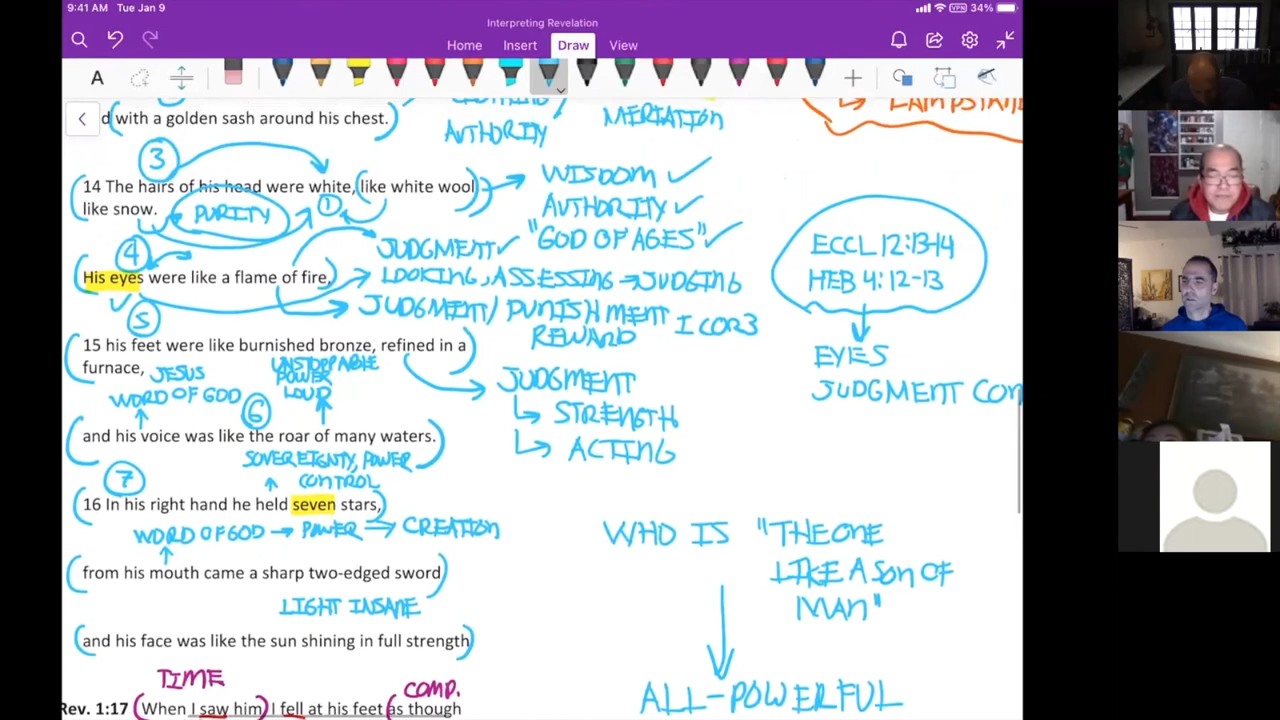 9:41 AM Tue Jan 9
VPN 34%
Interpreting Revelation
Home Insert Draw View
A
LAMPSTAN
AUTHORITY
d with a golden sash around his chest.
MEDIATION
3
14 The hairs of his head were white, like white wool
like snow.
PURITY
1
WISDOM ✓
AUTHORITY ✓
"GOD OF AGES" ✓
4
JUDGMENT ✓
His eyes were like a flame of fire,
LOOKING, ASSESSING → JUDGING
JUDGMENT/PUNISHMENT
REWARD
I COR 3
ECCL 12:13-14
HEB 4:12-13
EYES
JUDGMENT CON
5
15 his feet were like burnished bronze, refined in a
furnace,
JUDGMENT
STRENGTH
ACTING
JESUS
WORD OF GOD
6
UNSTOPPABLE
POWER
LOUD
and his voice was like the roar of many waters.
7
SOVEREIGNTY, POWER
CONTROL
16 In his right hand he held seven stars,
WORD OF GOD → POWER ⇒ CREATION
from his mouth came a sharp two-edged sword
LIGHT INSANE
and his face was like the sun shining in full strength
WHO IS "THE ONE
LIKE A SON OF
MAN"
ALL-POWERFUL
TIME
COMP.
Rev. 1:17 When I saw him I fell at his feet as though